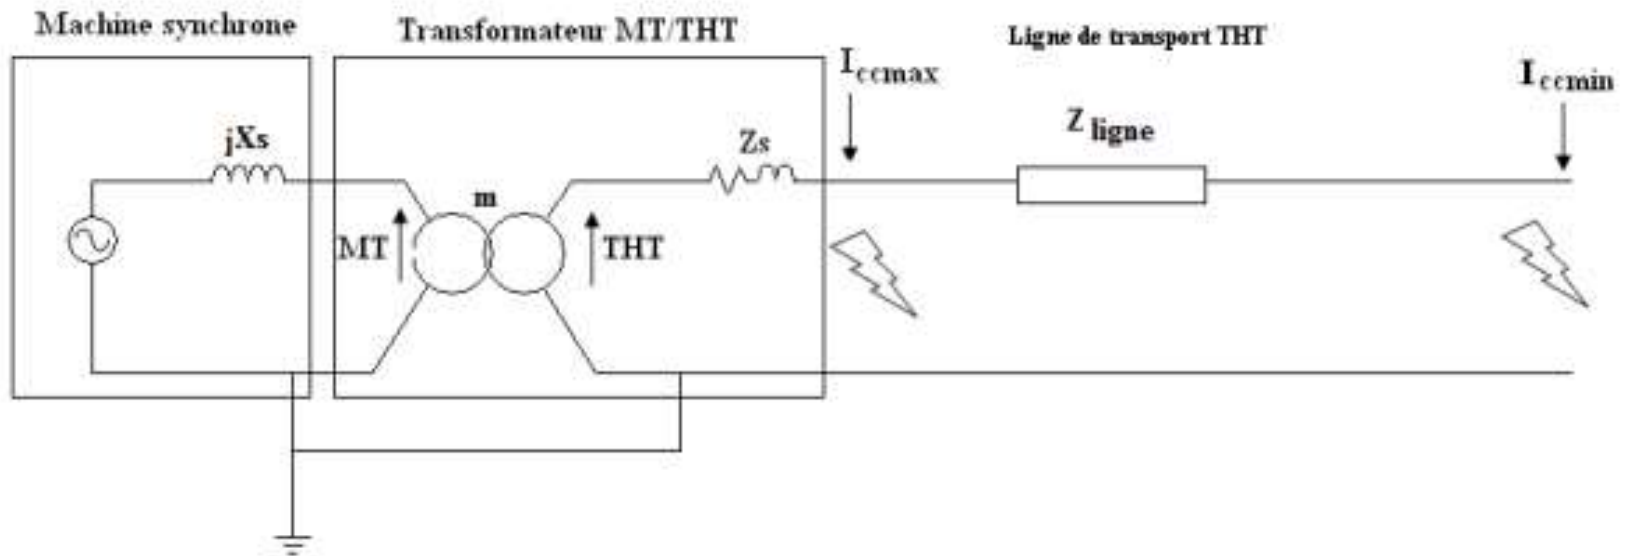 Machine synchrone
Transformateur MT/THT
Ligne de transport THT
Iccmax
Iccmin
jXs
Zs
Z ligne
m
MT
THT